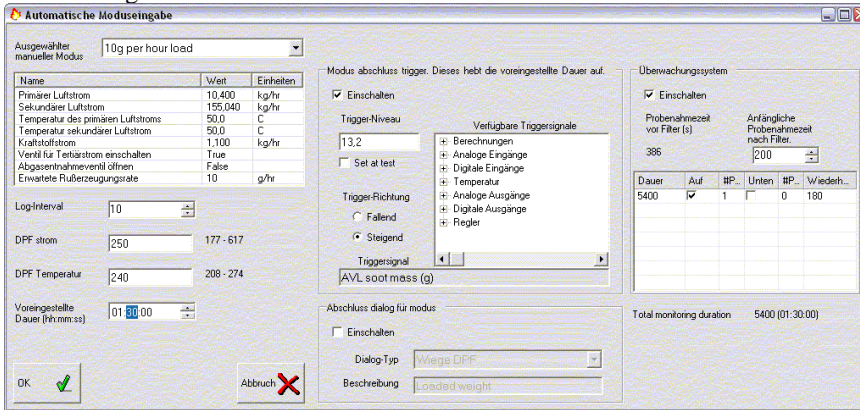 Automatische Moduseingabe
Ausgewählter
manueller Modus
10g per hour load
Name Wert Einheiten
Primärer Luftstrom 10,400 kg/hr
Sekundärer Luftstrom 155,040 kg/hr
Temperatur des primären Luftstroms 50,0 C
Temperatur sekundärer Luftstrom 50,0 C
Kraftstoffstrom 1,100 kg/hr
Ventil für Tertiärstrom einschalten True
Abgasentnahmeventil öffnen False
Erwartete Rußerzeugungsrate 10 g/hr
Log-Interval 10
DPF strom 250 177 - 617
DPF Temperatur 240 208 - 274
Voreingestellte
Dauer (hh:mm:ss)
01:30:00
OK
Abbruch
Modus abschluss trigger. Dieses hebt die voreingestellte Dauer auf.
Einschalten
Trigger-Niveau
13,2
Set at test
Trigger-Richtung
Fallend
Steigend
Verfügbare Triggersignale
Berechnungen
Analoge Eingänge
Digitale Eingänge
Temperatur
Analoge Ausgänge
Digitale Ausgänge
Regler
Triggersignal
AVL soot mass (g)
Abschluss dialog für modus
Einschalten
Dialog-Typ Wiege DPF
Beschreibung Loaded weight
Überwachungssystem
Einschalten
Probenahmezeit
vor Filter (s)
386
Anfängliche
Probenahmezeit
nach Filter.
200
Dauer Auf #P... Unten #P... Wiederh...
5400 1 0 180
Total monitoring duration 5400 (01:30:00)